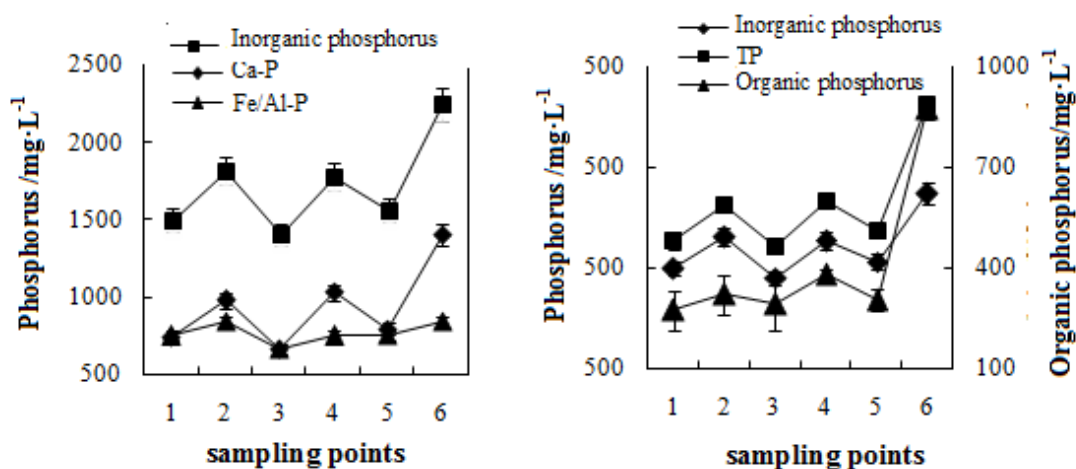 Inorganic phosphorus
Ca-P
Fe/Al-P
2500
2000
1500
1000
500
Phosphorus /mg·L⁻¹
1 2 3 4 5 6
sampling points
Inorganic phosphorus
TP
Organic phosphorus
500
500
500
500
Phosphorus /mg·L⁻¹
1000
700
400
100
Organic phosphorus/mg·L⁻¹
1 2 3 4 5 6
sampling points